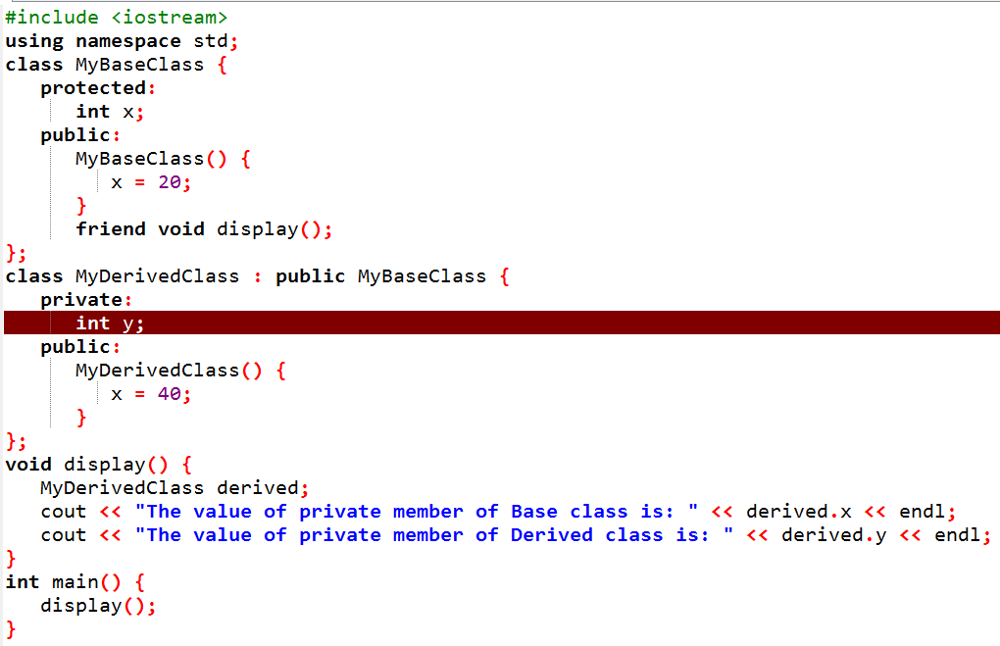 #include <iostream>
using namespace std;
class MyBaseClass {
protected:
int x;
public:
MyBaseClass() {
x = 20;
}
friend void display();
};
class MyDerivedClass : public MyBaseClass {
private:
int y;
public:
MyDerivedClass() {
x = 40;
}
};
void display() {
MyDerivedClass derived;
cout << "The value of private member of Base class is: " << derived.x << endl;
cout << "The value of private member of Derived class is: " << derived.y << endl;
}
int main() {
display();
}